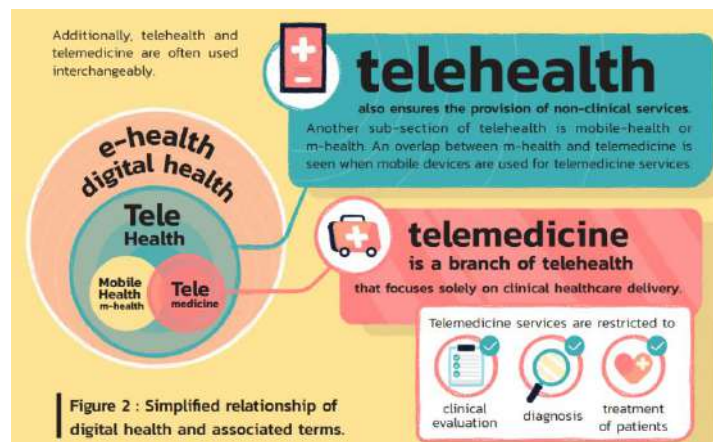 Additionally, telehealth and
telemedicine are often used
interchangeably.
telehealth
also ensures the provision of non-clinical services.
Another sub-section of telehealth is mobile-health or
m-health. An overlap between m-health and telemedicine is
seen when mobile devices are used for telemedicine services.
e-health
digital health
Tele
Health
Mobile
Health
m-health
Tele
medicine
telemedicine
is a branch of telehealth
that focuses solely on clinical healthcare delivery.
Telemedicine services are restricted to
clinical
evaluation
diagnosis
treatment
of patients
Figure 2 : Simplified relationship of
digital health and associated terms.